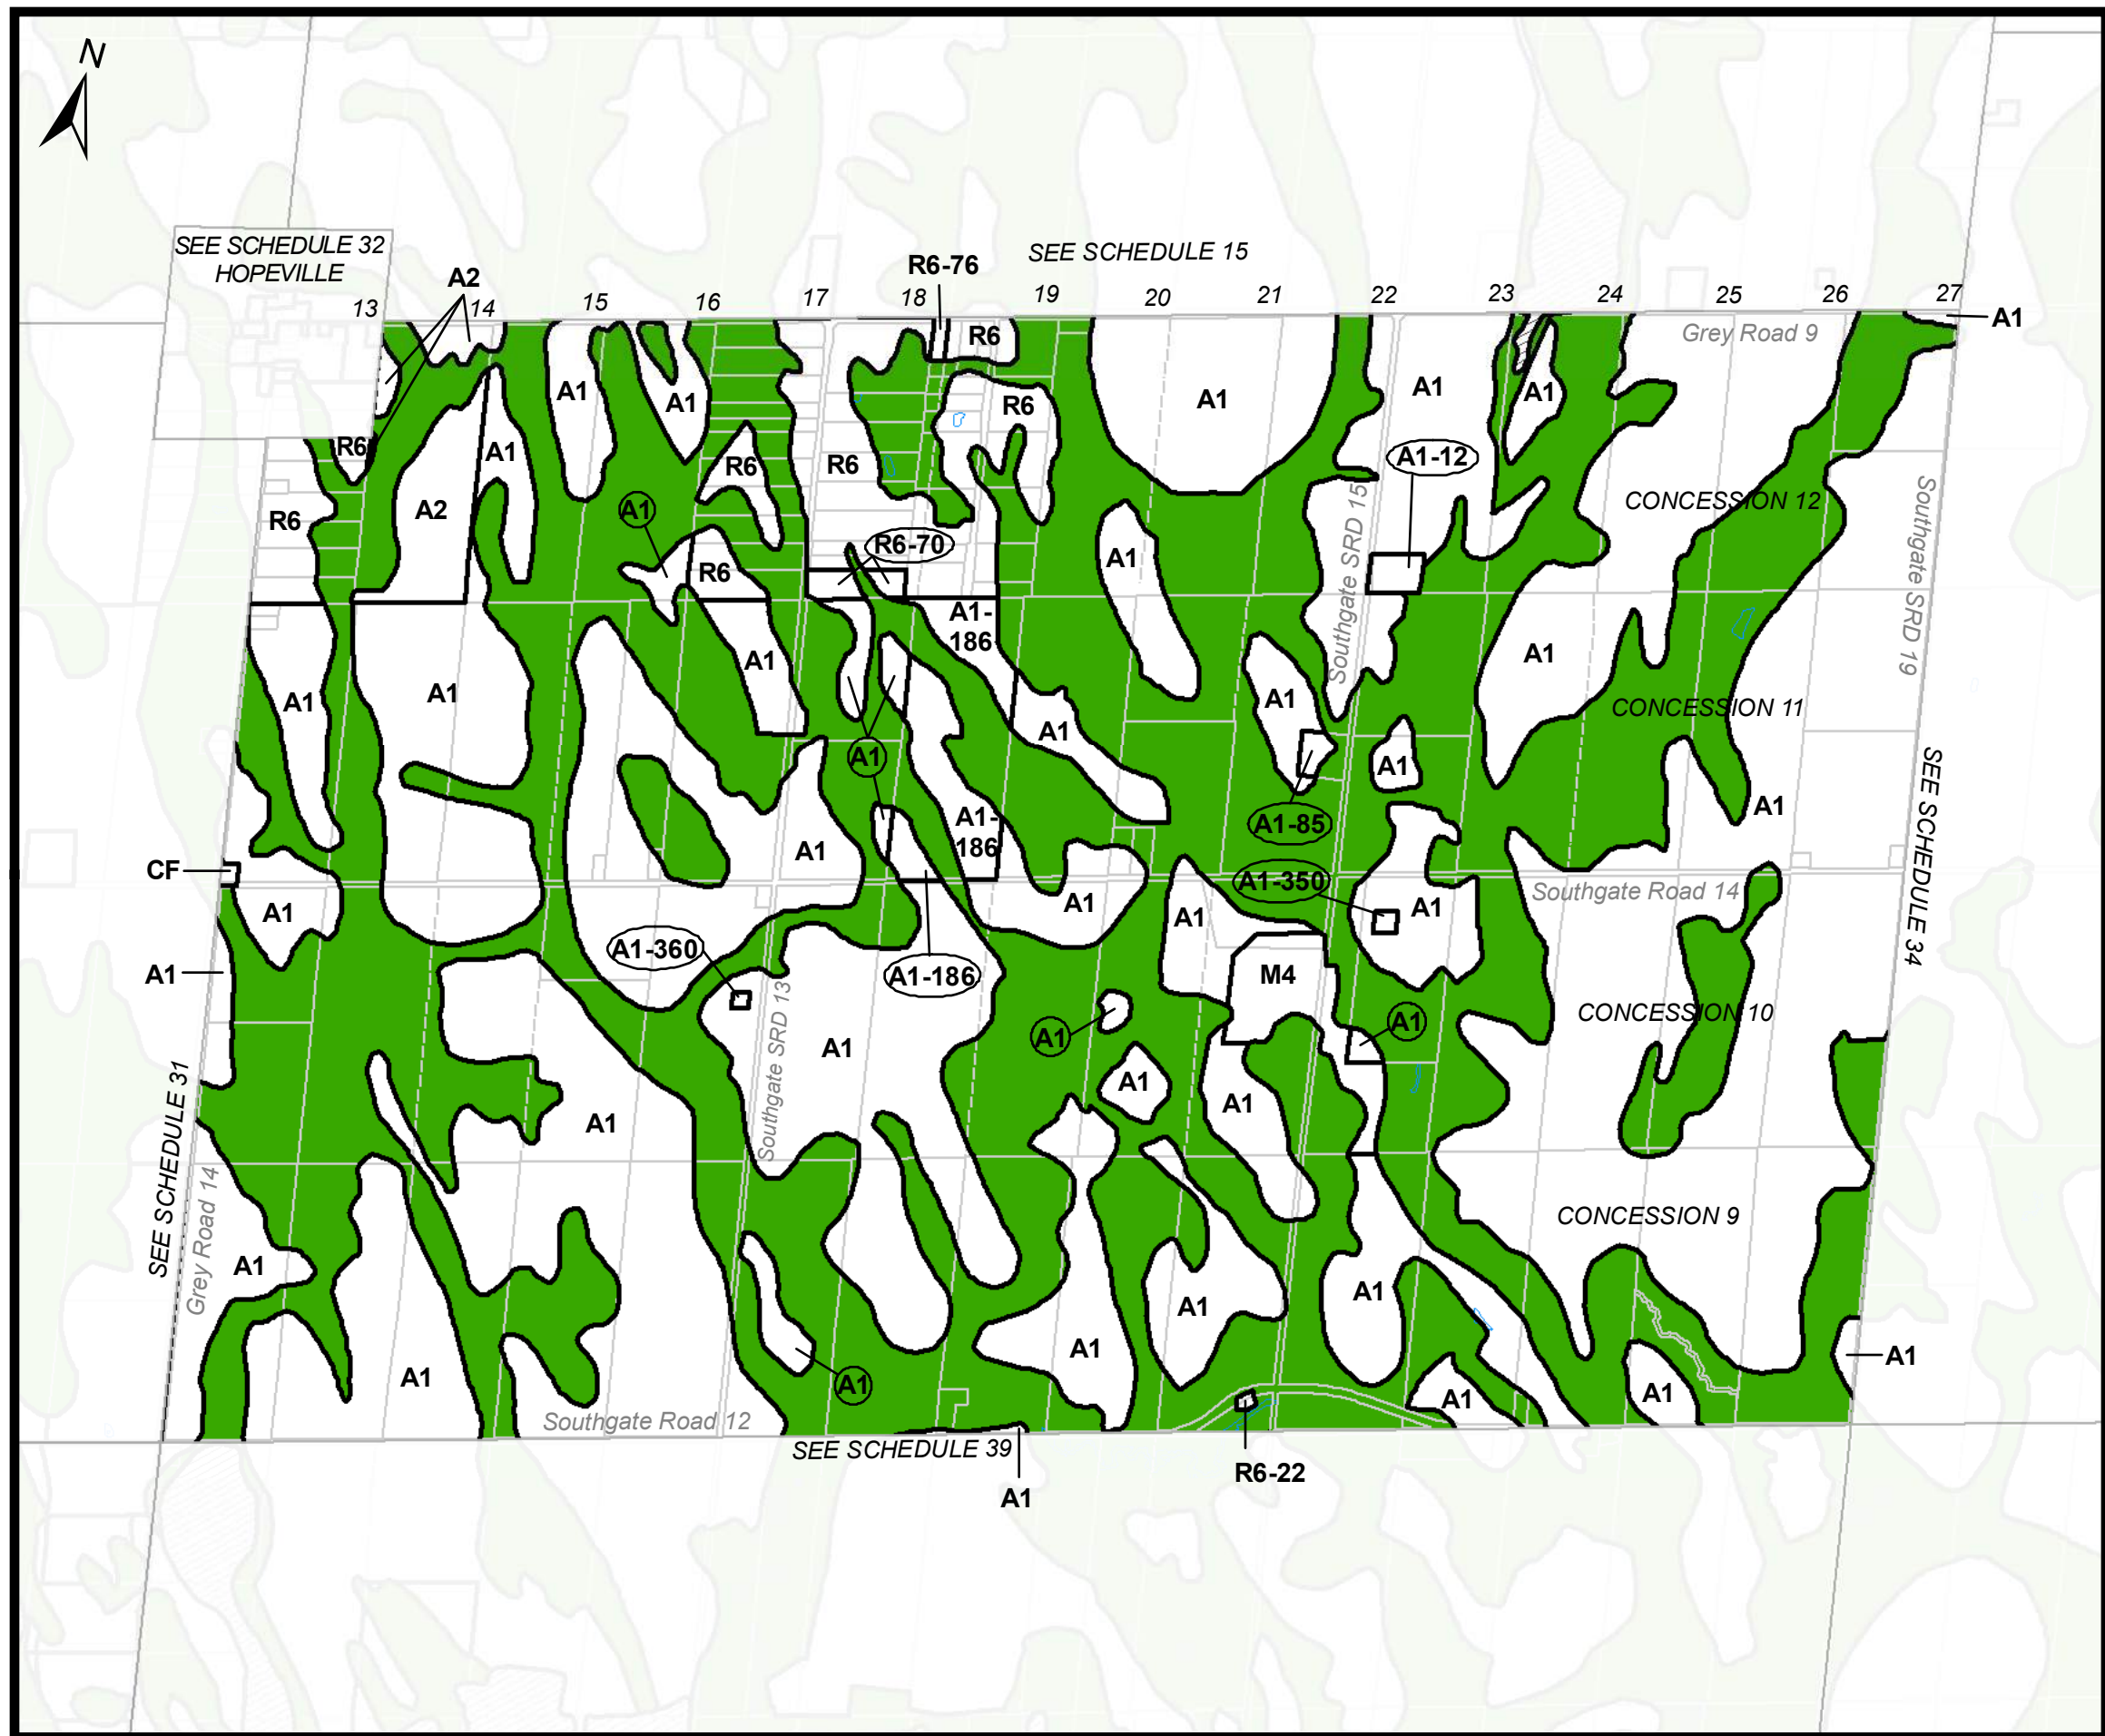 N
SEE SCHEDULE 32
HOPEVILLE
SEE SCHEDULE 15
A2
R6-76
13
14
15
16
17
18
19
20
21
22
23
24
25
26
27
A1
Grey Road 9
R6
A1
A1
A1
A1
A1
R6
R6
A1
R6
R6
A1-12
R6
A2
A1
CONCESSION 12
Southgate SRD 15
Southgate SRD 19
R6-70
A1
R6
A1-
186
A1
A1
A1
A1
A1
A1
CONCESSION 11
A1
A1
A1
A1
A1-
186
A1-85
A1
SEE SCHEDULE 34
CF
A1
A1-350
Southgate Road 14
A1
A1
A1
A1
A1-360
A1-186
M4
A1
Southgate SRD 13
A1
A1
A1
CONCESSION 10
A1
A1
A1
SEE SCHEDULE 31
Grey Road 14
CONCESSION 9
A1
A1
A1
A1
A1
A1
A1
A1
A1
Southgate Road 12
SEE SCHEDULE 39
R6-22
A1